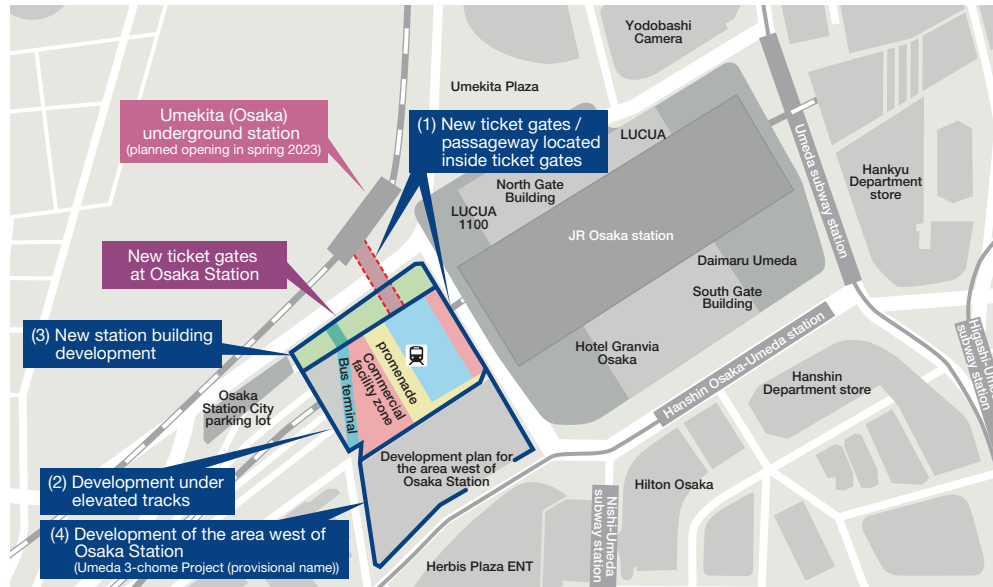 Yodobashi
Camera
Umekita Plaza
Umekita (Osaka)
underground station
(planned opening in spring 2023)
(1) New ticket gates /
passageway located
inside ticket gates
LUCUA
Umeda subway station
Hankyu
Department
store
North Gate
Building
LUCUA
1100
JR Osaka station
New ticket gates
at Osaka Station
Daimaru Umeda
South Gate
Building
(3) New station building
development
Hotel Granvia
Osaka
Hanshin Osaka-Umeda station
Higashi-Ume
subway station
promenade
Commercial
facility zone
Bus terminal
Osaka
Station City
parking lot
Hanshin
Department store
Development plan for
the area west of
Osaka Station
(2) Development under
elevated tracks
Hilton Osaka
Nishi-Umeda
subway station
(4) Development of the area west of
Osaka Station
(Umeda 3-chome Project (provisional name))
Herbis Plaza ENT